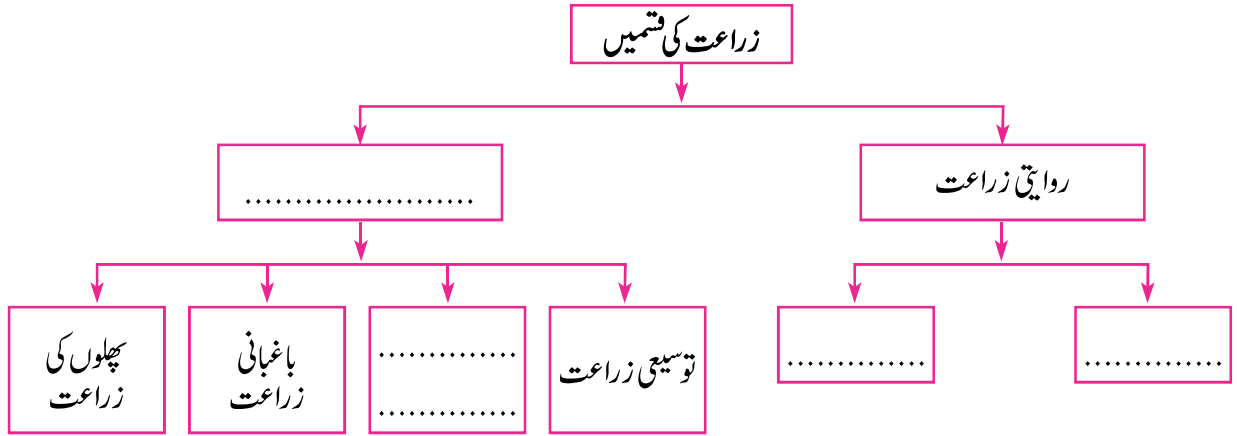 زراعت کی قسمیں
روایتی زراعت
.......................
..............
..............
توسیعی زراعت
..............
..............
باغبانی
زراعت
پھلوں کی
زراعت